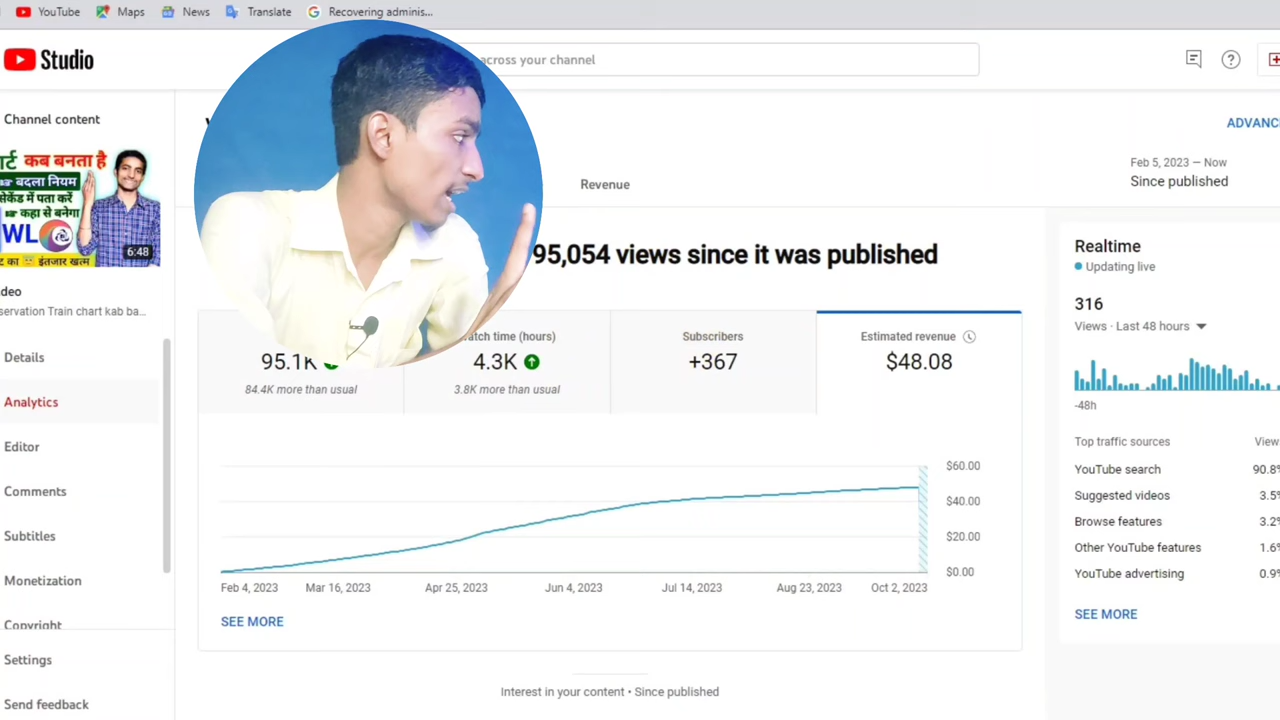 YouTube Maps News Translate Recovering adminis...
Studio
across your channel
Channel content
ADVANC
Feb 5, 2023 – Now
Since published
Revenue
र्ट कब बनता है
बदला नियम
सेकेंड में पता करें
कहा से बनेगा
WL
6:48
ट का इंतजार खत्म
deo
servation Train chart kab ba...
95,054 views since it was published
Details
Analytics
Editor
Comments
Subtitles
Monetization
Copyright
Settings
Send feedback
95.1K
84.4K more than usual
atch time (hours)
4.3K
3.8K more than usual
Subscribers
+367
Estimated revenue
$48.08
$60.00
$40.00
$20.00
$0.00
Feb 4, 2023 Mar 16, 2023 Apr 25, 2023 Jun 4, 2023 Jul 14, 2023 Aug 23, 2023 Oct 2, 2023
SEE MORE
Interest in your content • Since published
Realtime
Updating live
316
Views · Last 48 hours
-48h
Top traffic sources View
YouTube search 90.8%
Suggested videos 3.5%
Browse features 3.2%
Other YouTube features 1.6%
YouTube advertising 0.9%
SEE MORE